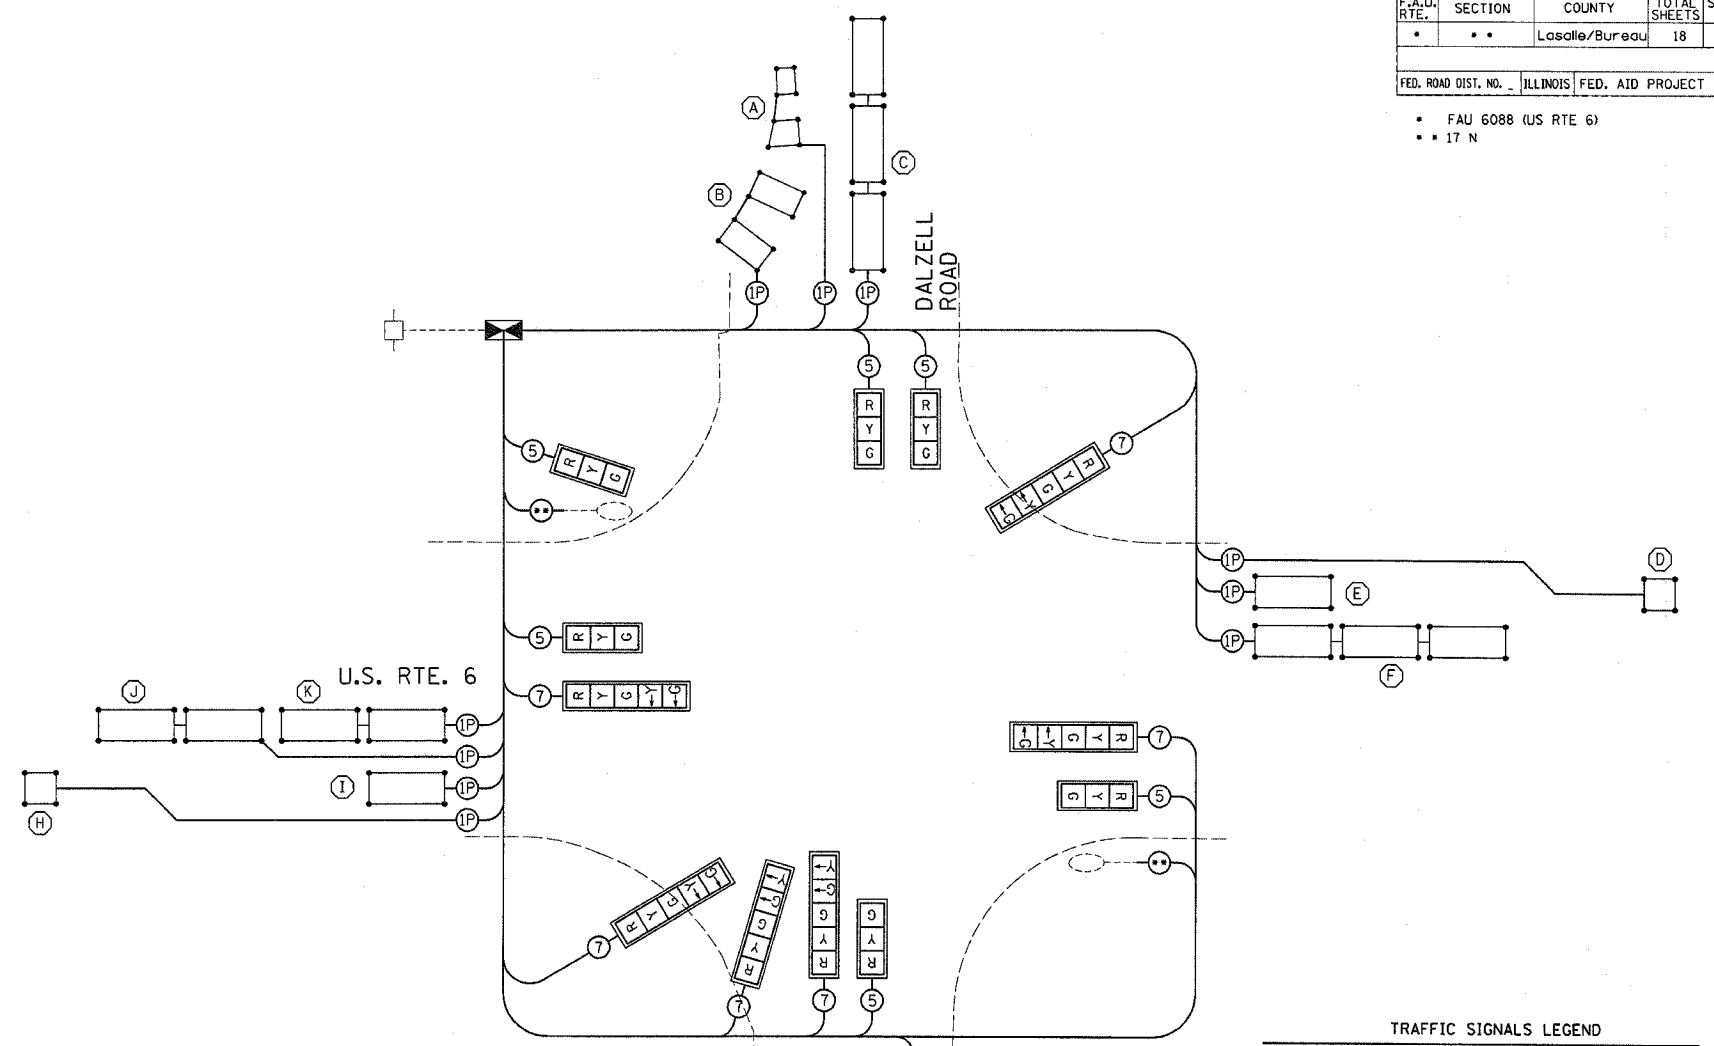 F.A.U. RTE. SECTION COUNTY TOTAL SHEETS S
* * * Lasalle/Bureau 18
FED. ROAD DIST. NO. _ ILLINOIS FED. AID PROJECT
* FAU 6088 (US RTE 6)
* * 17 N
A
B
C
DALZELL
ROAD
1P 1P 1P
5 5
R Y G
R Y G
5 R Y G
**
7 R Y G ←Y ←G
1P D
1P E
1P
F
5 R Y G
U.S. RTE. 6
7 R Y G ←Y ←G
J K 1P
1P
I 1P
H 1P
←G ←Y G Y R 7
G Y R 5
**
7 R Y G ←Y ←G
←Y ←G G Y R 7
←Y ←G G Y R 7
G Y R 5
TRAFFIC SIGNALS LEGEND